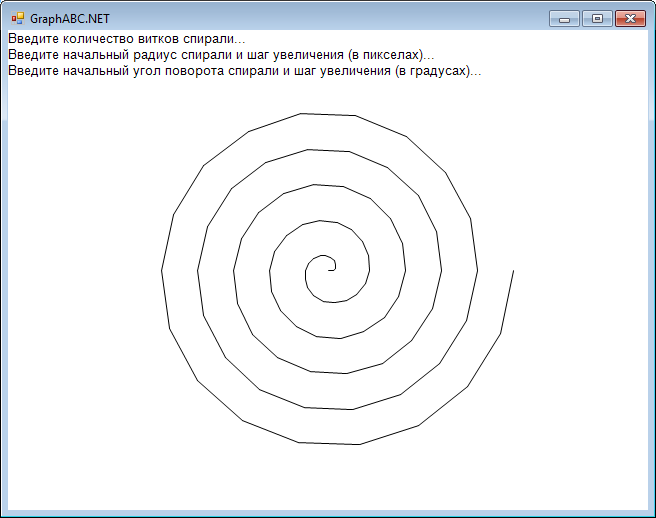 GraphABC.NET
Введите количество витков спирали...
Введите начальный радиус спирали и шаг увеличения (в пикселах)...
Введите начальный угол поворота спирали и шаг увеличения (в градусах)...